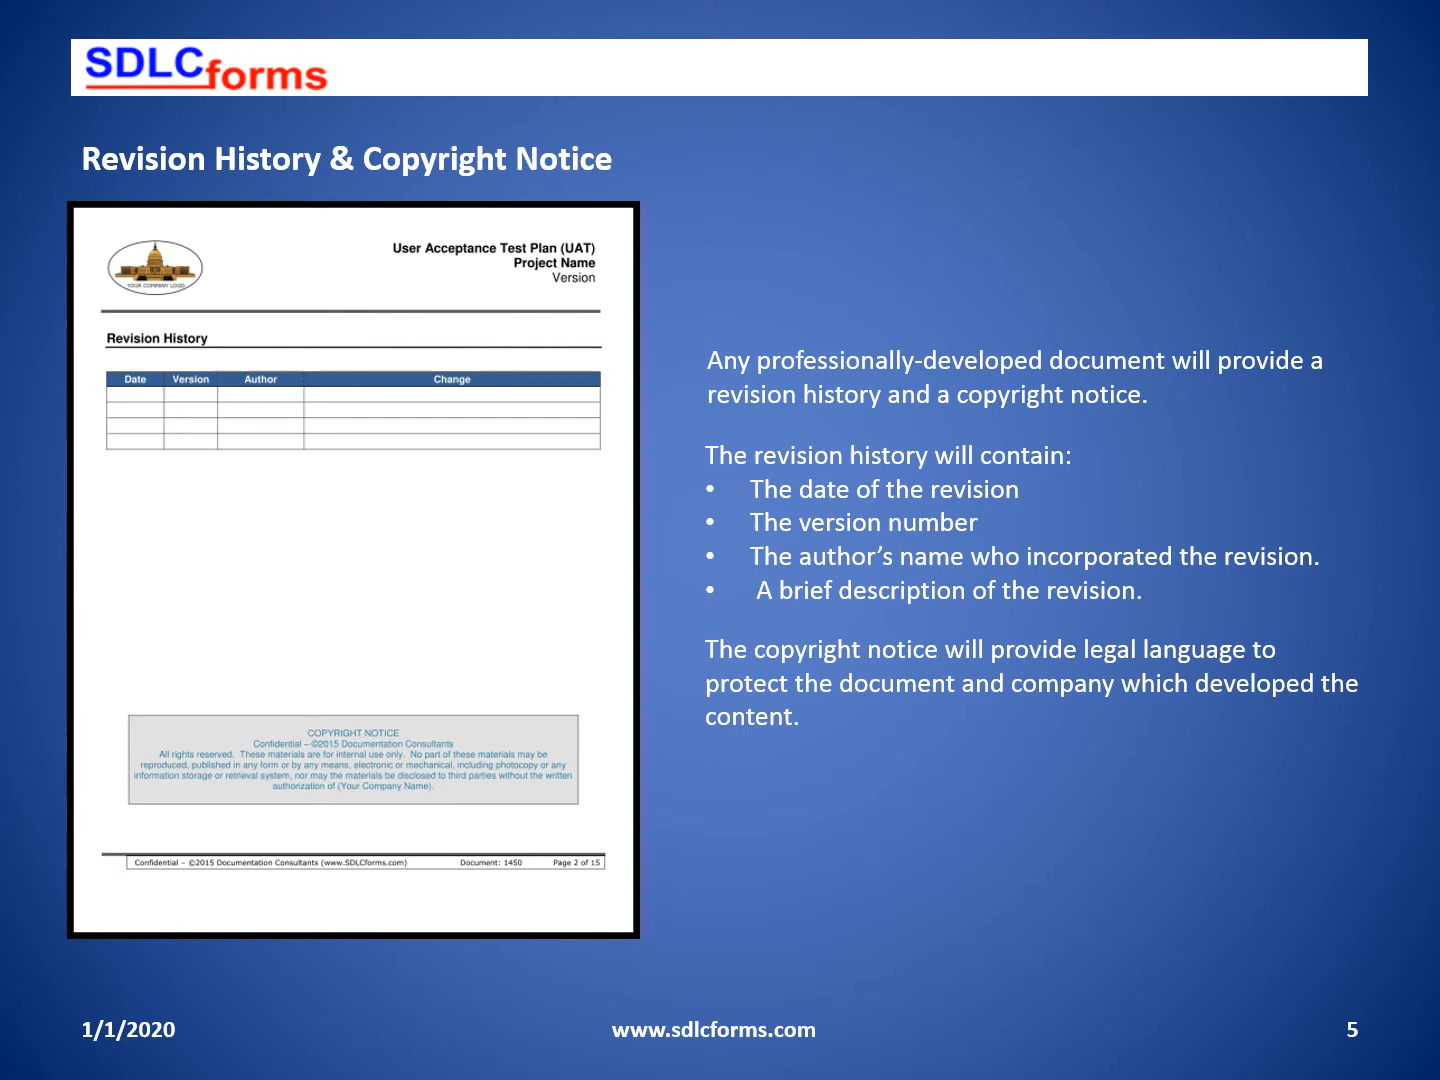 SDLCforms
Revision History & Copyright Notice
YOUR COMPANY LOGO
User Acceptance Test Plan (UAT)
Project Name
Version
Revision History
Date Version Author Change
COPYRIGHT NOTICE
Confidential – ©2015 Documentation Consultants
All rights reserved. These materials are for internal use only. No part of these materials may be
reproduced, published in any form or by any means, electronic or mechanical, including photocopy or any
information storage or retrieval system, nor may the materials be disclosed to third parties without the written
authorization of (Your Company Name).
Confidential – ©2015 Documentation Consultants (www.SDLCforms.com) Document: 1450 Page 2 of 15
Any professionally-developed document will provide a
revision history and a copyright notice.
The revision history will contain:
• The date of the revision
• The version number
• The author’s name who incorporated the revision.
• A brief description of the revision.
The copyright notice will provide legal language to
protect the document and company which developed the
content.
1/1/2020 www.sdlcforms.com 5